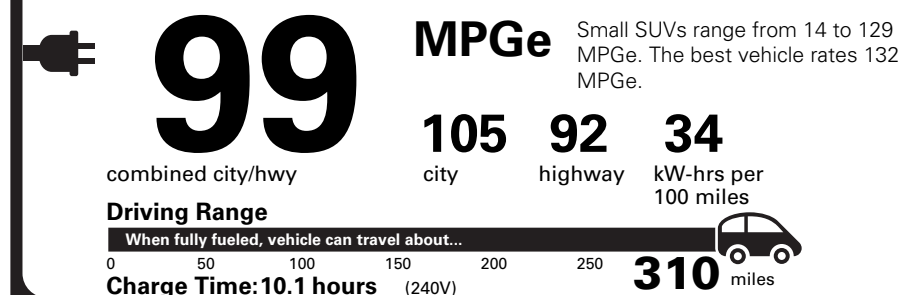 99
MPGe
Small SUVs range from 14 to 129
MPGe. The best vehicle rates 132
MPGe.
105 92 34
combined city/hwy city highway kW-hrs per
100 miles
Driving Range
When fully fueled, vehicle can travel about...
0 50 100 150 200 250 310 miles
Charge Time: 10.1 hours (240V)